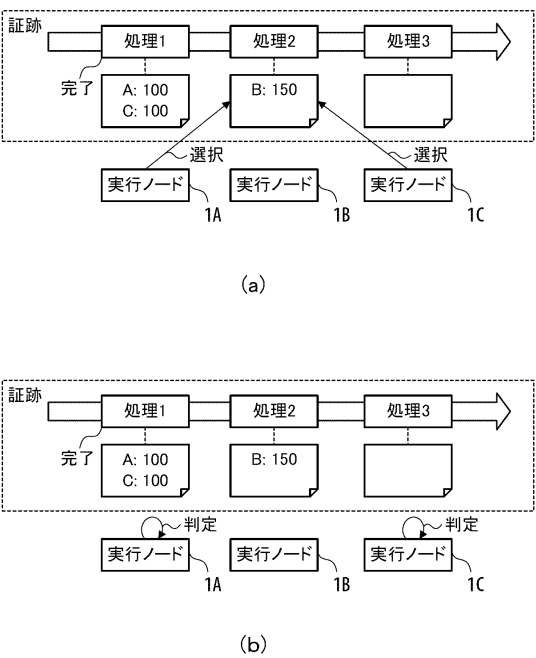 証跡
処理1 処理2 処理3
完了
A: 100
C: 100
B: 150
選択 選択
実行ノード 実行ノード 実行ノード
1A 1B 1C
(a)
証跡
処理1 処理2 処理3
完了
A: 100
C: 100
B: 150
判定 判定
実行ノード 実行ノード 実行ノード
1A 1B 1C
(b)